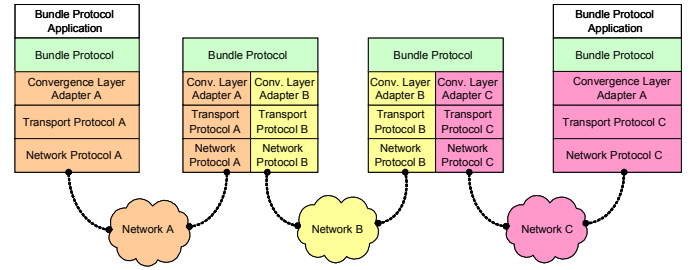 Bundle Protocol
Application
Bundle Protocol
Convergence Layer
Adapter A
Transport Protocol A
Network Protocol A
Bundle Protocol
Conv. Layer
Adapter A
Conv. Layer
Adapter B
Transport
Protocol A
Transport
Protocol B
Network
Protocol A
Network
Protocol B
Bundle Protocol
Conv. Layer
Adapter B
Conv. Layer
Adapter C
Transport
Protocol B
Transport
Protocol C
Network
Protocol B
Network
Protocol C
Bundle Protocol
Application
Bundle Protocol
Convergence Layer
Adapter A
Transport Protocol C
Network Protocol C
Network A
Network B
Network C